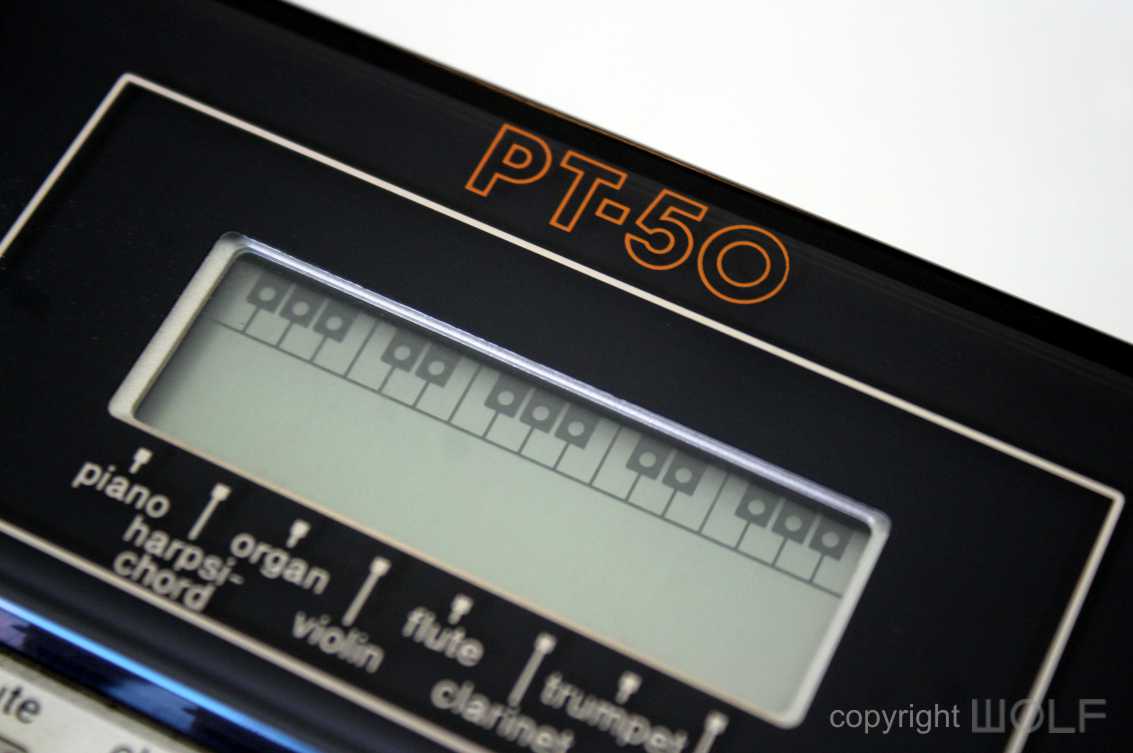 PT-50
piano
harpsi-
chord
organ
violin
flute
clarinet
trumpet
copyright WOLF